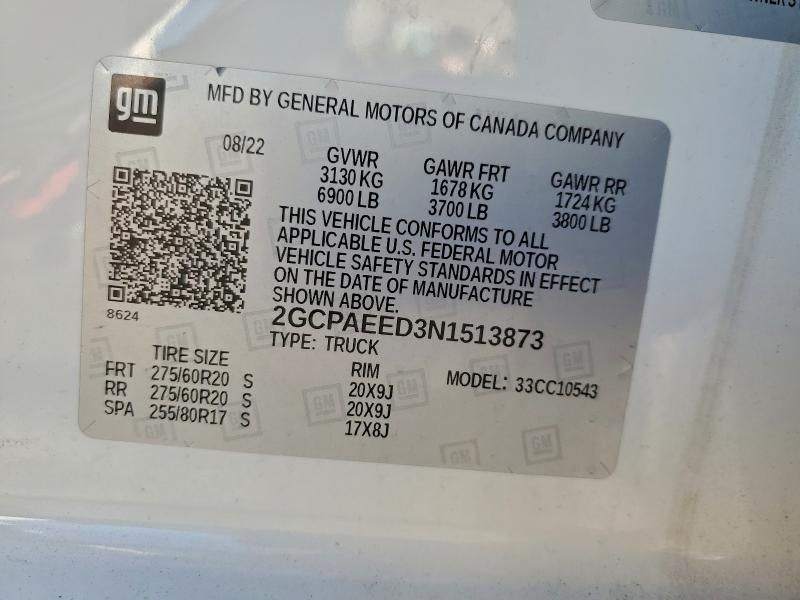 OWNER'S
gm
MFD BY GENERAL MOTORS OF CANADA COMPANY
08/22
GVWR GAWR FRT GAWR RR
3130 KG 1678 KG 1724 KG
6900 LB 3700 LB 3800 LB
THIS VEHICLE CONFORMS TO ALL
APPLICABLE U.S. FEDERAL MOTOR
VEHICLE SAFETY STANDARDS IN EFFECT
ON THE DATE OF MANUFACTURE
SHOWN ABOVE.
8624
2GCPAEED3N1513873
TYPE: TRUCK
TIRE SIZE RIM MODEL: 33CC10543
FRT 275/60R20 S 20X9J
RR 275/60R20 S 20X9J
SPA 255/80R17 S 17X8J